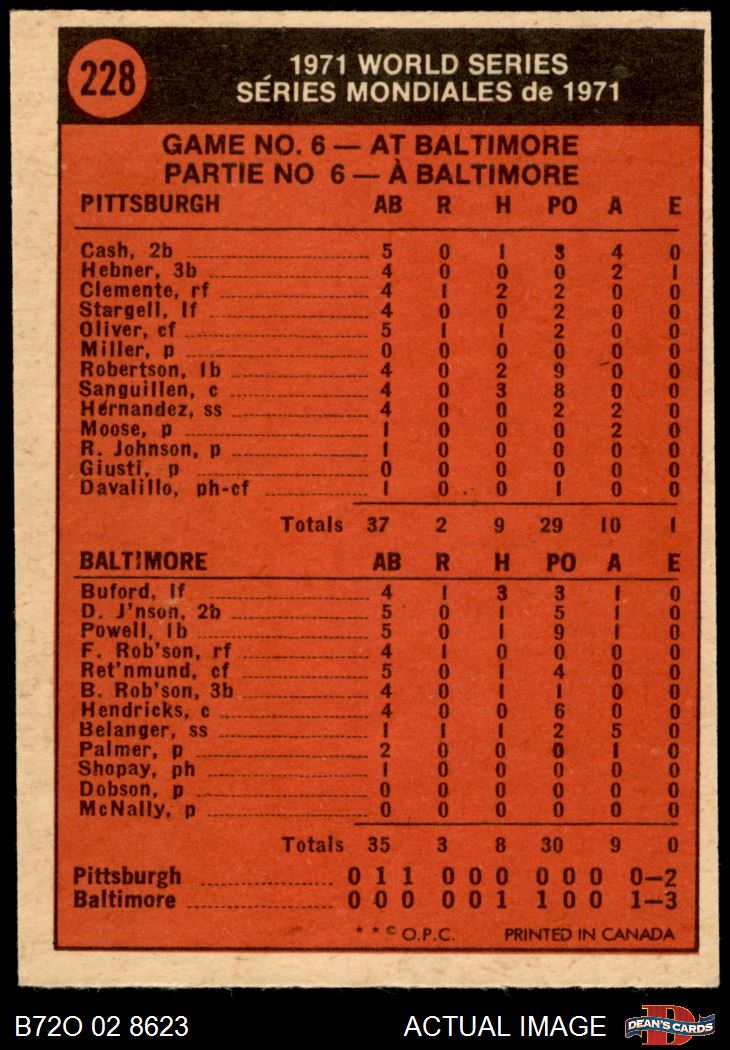 228
1971 WORLD SERIES
SÉRIES MONDIALES de 1971
GAME NO. 6 — AT BALTIMORE
PARTIE NO 6 — À BALTIMORE
PITTSBURGH AB R H PO A E
Cash, 2b 5 0 1 3 4 0
Hebner, 3b 4 0 0 0 2 1
Clemente, rf 4 1 2 2 0 0
Stargell, lf 4 0 0 2 0 0
Oliver, cf 5 1 1 2 0 0
Miller, p 0 0 0 0 0 0
Robertson, 1b 4 0 2 9 0 0
Sanguillen, c 4 0 3 8 0 0
Hernandez, ss 4 0 0 2 2 0
Moose, p 1 0 0 0 2 0
R. Johnson, p 1 0 0 0 0 0
Giusti, p 0 0 0 0 0 0
Davalillo, ph-cf 1 0 0 1 0 0
Totals 37 2 9 29 10 1
BALTIMORE AB R H PO A E
Buford, lf 4 1 3 3 1 0
D. J'nson, 2b 5 0 1 5 1 0
Powell, 1b 5 0 1 9 1 0
F. Rob'son, rf 4 1 0 0 0 0
Ret'nmund, cf 5 0 1 4 0 0
B. Rob'son, 3b 4 0 1 1 0 0
Hendricks, c 4 0 0 6 0 0
Belanger, ss 1 1 1 2 5 0
Palmer, p 2 0 0 0 1 0
Shopay, ph 1 0 0 0 0 0
Dobson, p 0 0 0 0 0 0
McNally, p 0 0 0 0 0 0
Totals 35 3 8 30 9 0
Pittsburgh 0 1 1 0 0 0 0 0 0 0—2
Baltimore 0 0 0 0 0 1 1 0 0 1—3
* * © O.P.C. PRINTED IN CANADA
B72O 02 8623 ACTUAL IMAGE D DEAN'S CARDS